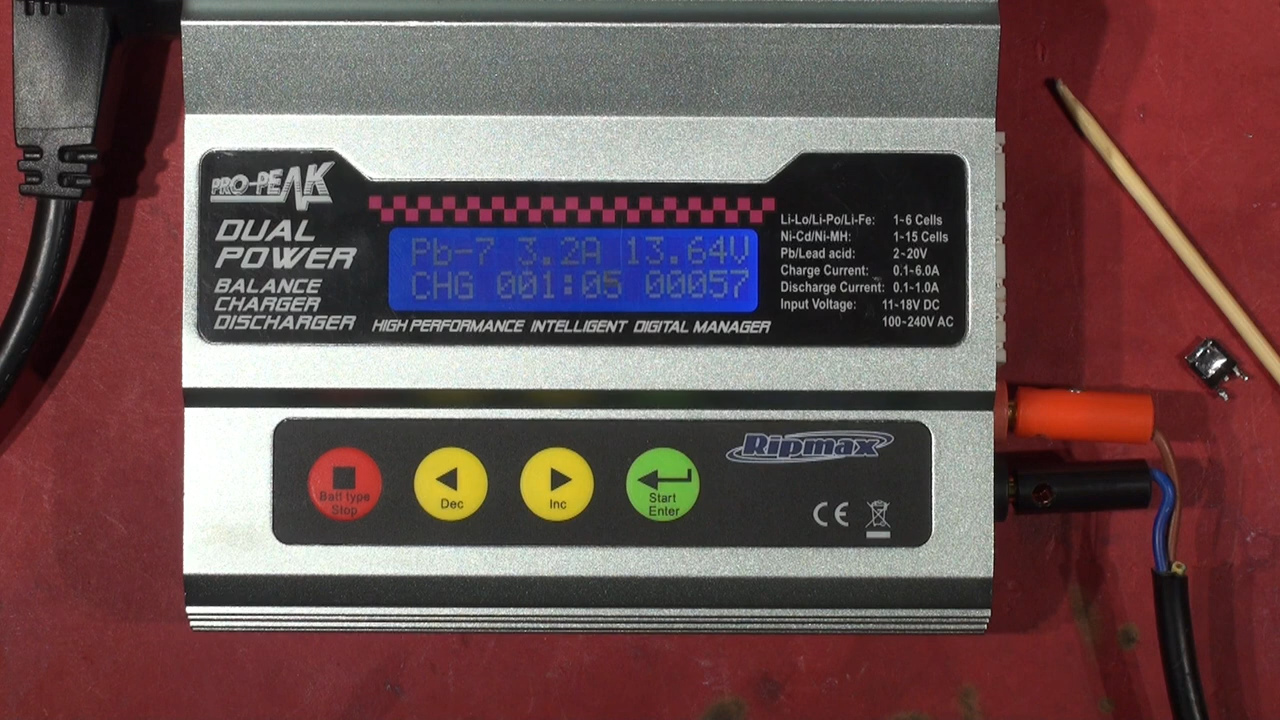 PRO-PEAK
DUAL
POWER
BALANCE
CHARGER
DISCHARGER
Pb-7 3.2A 13.64V
CHG 001:05 00057
HIGH PERFORMANCE INTELLIGENT DIGITAL MANAGER
Li-Lo/Li-Po/Li-Fe: 1~6 Cells
Ni-Cd/Ni-MH: 1~15 Cells
Pb/Lead acid: 2~20V
Charge Current: 0.1~6.0A
Discharge Current: 0.1~1.0A
Input Voltage: 11~18V DC
100~240V AC
Ripmax
Batt type
Stop
Dec
Inc
Start
Enter
CE